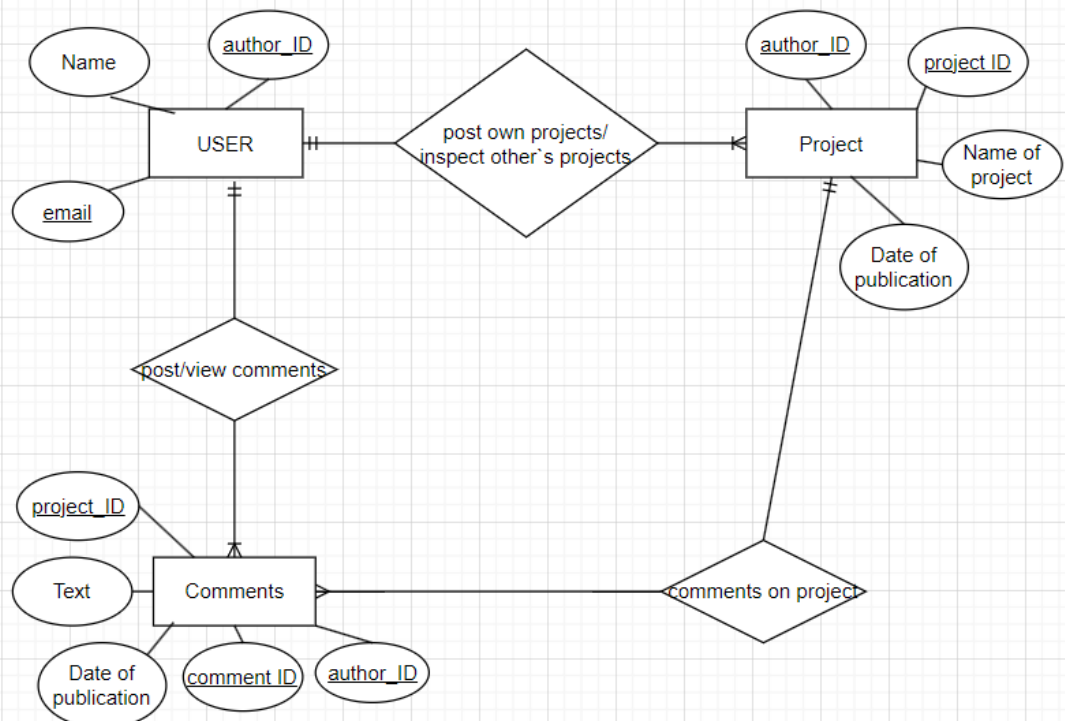 Name
author_ID
USER
email
post own projects/
inspect other`s projects
author_ID
project ID
Project
Name of
project
Date of
publication
post/view comments
project_ID
Text
Comments
Date of
publication
comment ID
author_ID
comments on project